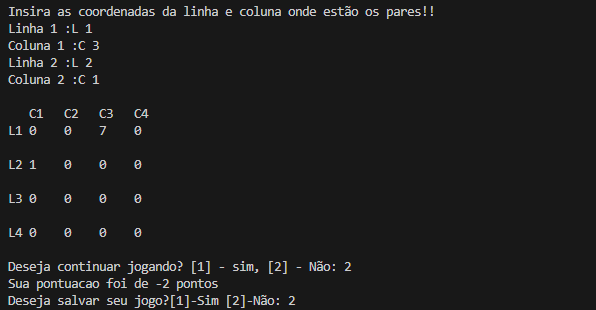 Insira as coordenadas da linha e coluna onde estão os pares!!
Linha 1 :L 1
Coluna 1 :C 3
Linha 2 :L 2
Coluna 2 :C 1
C1 C2 C3 C4
L1 0 0 7 0
L2 1 0 0 0
L3 0 0 0 0
L4 0 0 0 0
Deseja continuar jogando? [1] - sim, [2] - Não: 2
Sua pontuacao foi de -2 pontos
Deseja salvar seu jogo?[1]-Sim [2]-Não: 2